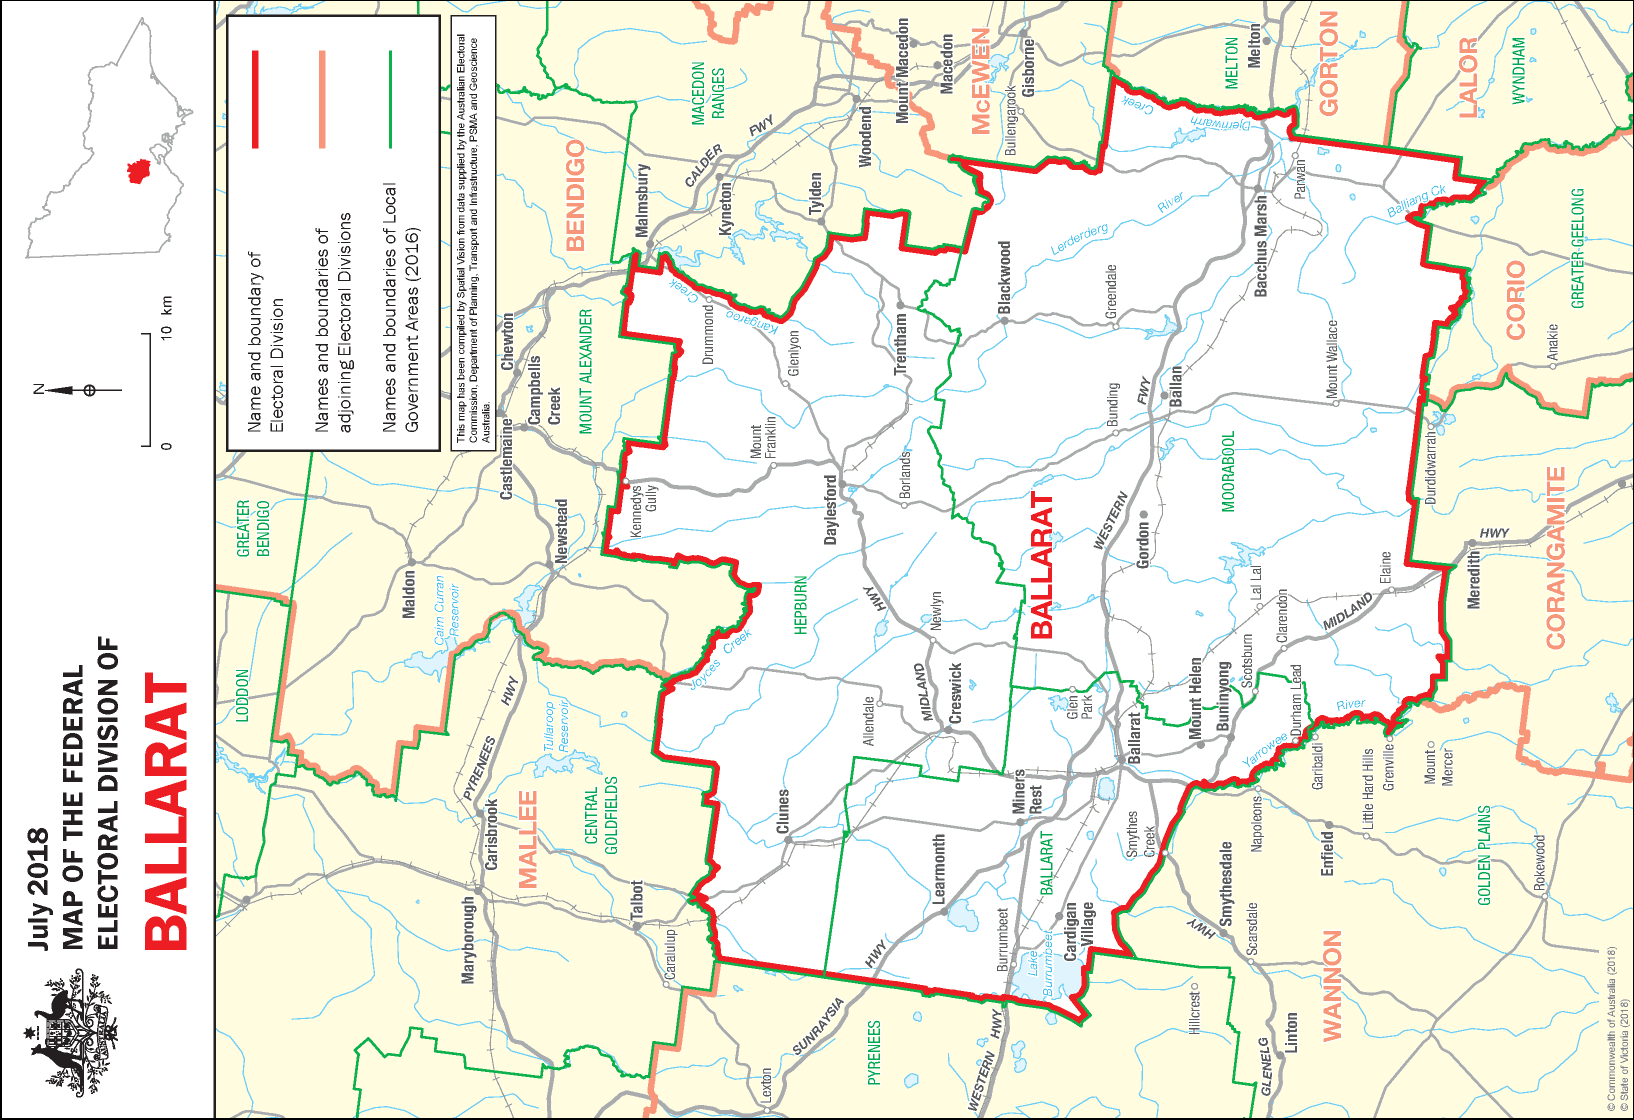 July 2018
MAP OF THE FEDERAL
ELECTORAL DIVISION OF
BALLARAT
N
0
10 km
Name and boundary of
Electoral Division
Names and boundaries of
adjoining Electoral Divisions
Names and boundaries of Local
Government Areas (2016)
This map has been compiled by Spatial Vision from data supplied by the Australian Electoral
Commission, Department of Planning, Transport and Infrastructure, PSMA and Geoscience
Australia.
LODDON
GREATER
BENDIGO
Maldon
Cairn Curran
Reservoir
Newstead
Castlemaine
Campbells
Creek
Chewton
MOUNT ALEXANDER
BENDIGO
Malmsbury
CALDER
FWY
Kyneton
MACEDON
RANGES
Tylden
Woodend
Mount Macedon
Macedon
McEWEN
Gisborne
Bullengarook
MELTON
Melton
GORTON
LALOR
WYNDHAM
PYRENEES
HWY
Tullaroop
Reservoir
Carisbrook
MALLEE
CENTRAL
GOLDFIELDS
Maryborough
Talbot
Caralulup
Lexton
SUNRAYSIA
HWY
PYRENEES
WESTERN
HWY
Kennedys
Gully
Mount
Franklin
Drummond
Kangaroo
Creek
Glenlyon
Trentham
Daylesford
Borlands
Joyces Creek
HEPBURN
HWY
Newlyn
MIDLAND
Creswick
Allendale
Clunes
Learmonth
Miners
Rest
BALLARAT
Burrumbeet
Lake
Burrumbeet
Cardigan
Village
Smythes
Creek
Ballarat
Glen
Park
BALLARAT
Blackwood
Lerderderg
River
Greendale
Djerriwarrh
Creek
Bacchus Marsh
Parwan
Balliang Ck
Bunding
FWY
Ballan
Mount Wallace
WESTERN
Gordon
MOORABOOL
Lal Lal
Clarendon
Scotsburn
Mount Helen
Buninyong
Durham Lead
Yarrowee
River
MIDLAND
Elaine
Garibaldi
Grenville
Little Hard Hills
Mount
Mercer
Napoleons
Enfield
Smythesdale
HWY
Scarsdale
Hillcrest
Linton
GLENELG
WANNON
GOLDEN PLAINS
Rokewood
Meredith
HWY
CORANGAMITE
Durdidwarrah
Anakie
CORIO
GREATER GEELONG
© Commonwealth of Australia (2018)
© State of Victoria (2018)